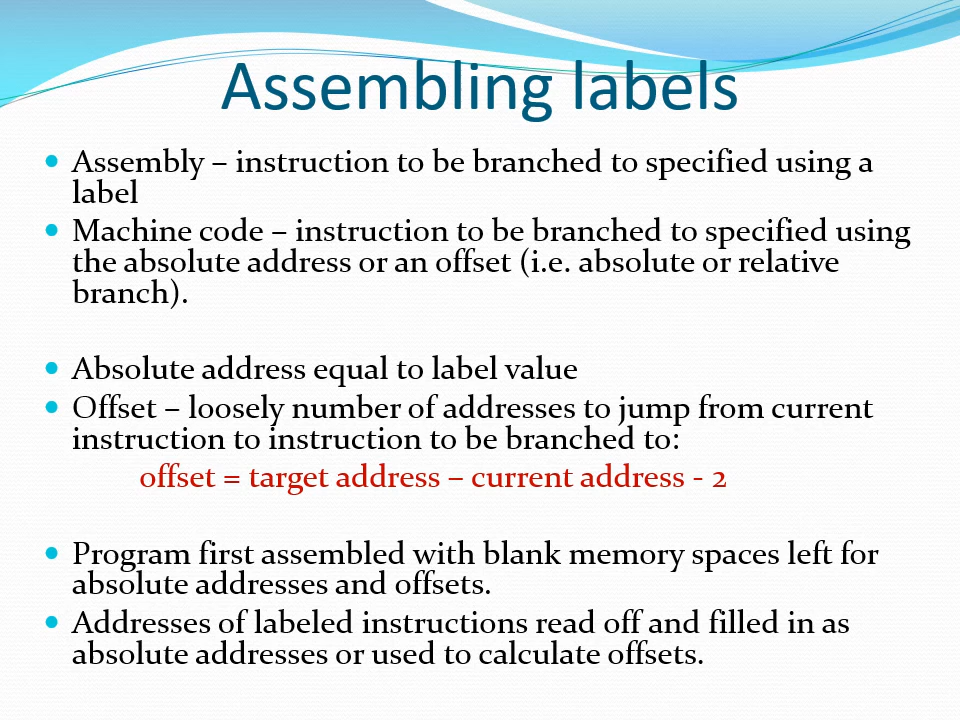 Assembling labels
• Assembly – instruction to be branched to specified using a
label
• Machine code – instruction to be branched to specified using
the absolute address or an offset (i.e. absolute or relative
branch).
• Absolute address equal to label value
• Offset – loosely number of addresses to jump from current
instruction to instruction to be branched to:
offset = target address – current address - 2
• Program first assembled with blank memory spaces left for
absolute addresses and offsets.
• Addresses of labeled instructions read off and filled in as
absolute addresses or used to calculate offsets.